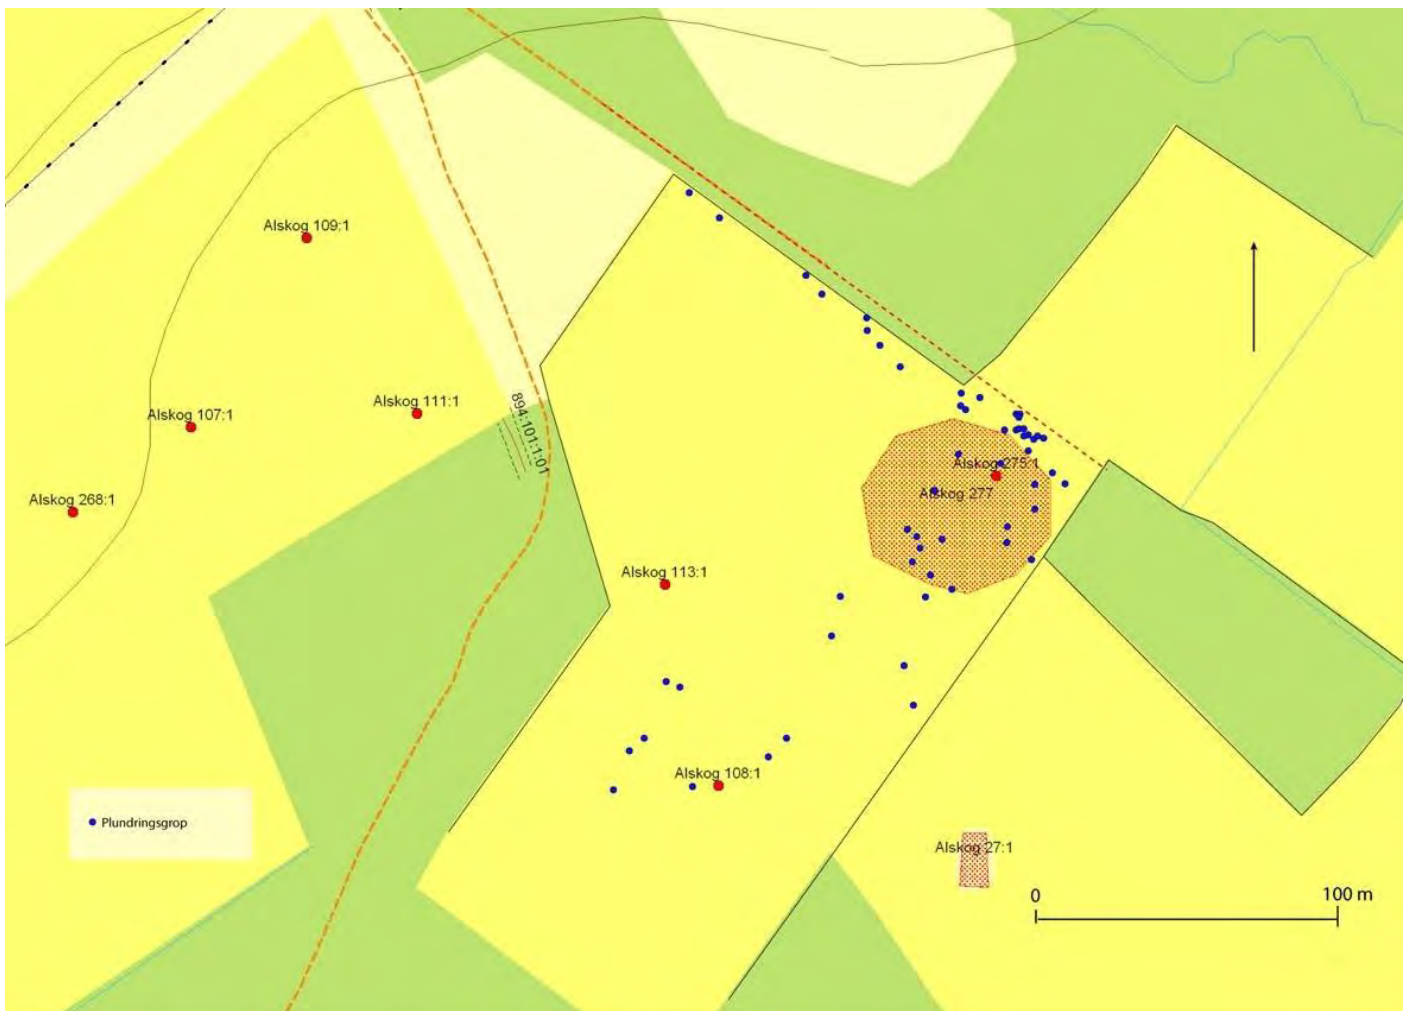 Alskog 109:1
Alskog 107:1
Alskog 111:1
894:101:1:01
Alskog 268:1
Alskog 275:1
Alskog 277
Alskog 113:1
Alskog 108:1
Plundringsgrop
Alskog 27:1
0
100 m